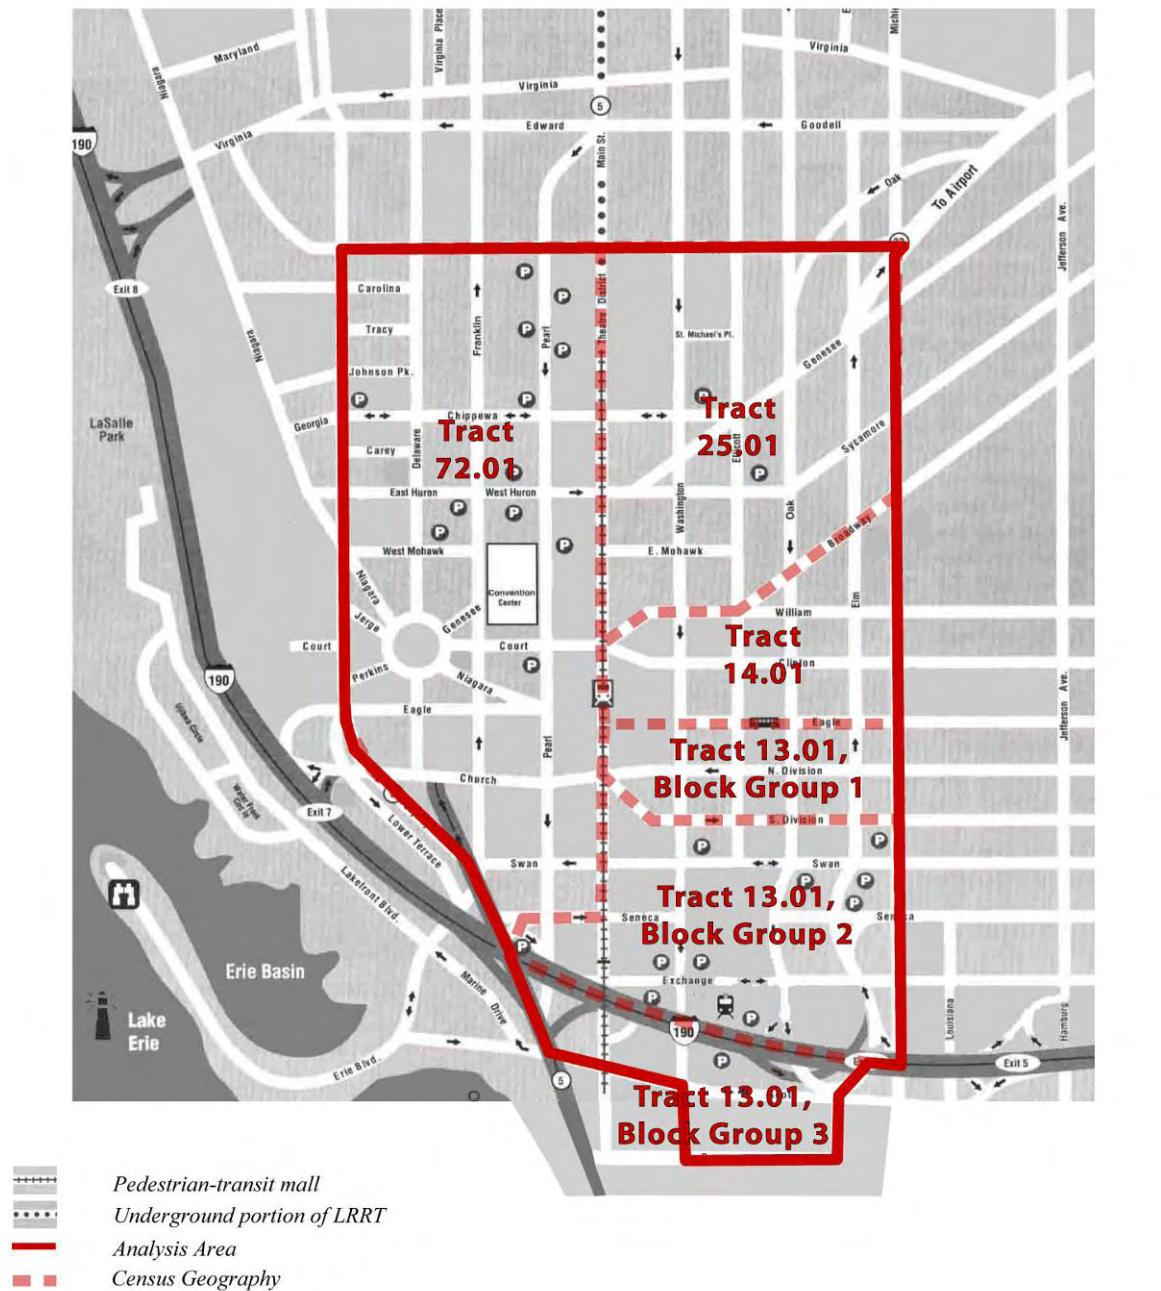 Virginia Place
Michi
Maryland
Virginia
Niagara
Virginia
5
Edward
Goodell
190
Virginia
Main St.
Oak
To Airport
Jefferson Ave.
Exit 8
Carolina
Theatre District
Franklin
Pearl
Tracy
St. Michael's Pl.
Niagara
Genesee
Johnson Pk.
P
P
P
P
P
P
P
Chippewa
Georgia
LaSalle
Park
Tract
72.01
Tract
25.01
Delaware
Carey
Sycamore
Ellicott
P
P
East Huron
West Huron
P
P
P
P
Washington
Oak
Broadway
West Mohawk
E. Mohawk
Niagara
Convention
Center
Elm
Genesee
Jerge
William
Court
Court
Tract
14.01
Clinton
Perkins
Niagara
P
190
Ojibwa Circle
Eagle
Eagle
Jefferson Ave.
Pearl
Tract 13.01,
Block Group 1
N. Division
Church
Exit 7
Lower Terrace
S. Division
Swan
Swan
P
P
Lakefront Blvd.
Tract 13.01,
Block Group 2
P
P
P
Seneca
Seneca
P
Erie Basin
Marine Drive
P
P
Exchange
P
P
190
Louisiana
Hamburg
Lake
Erie
Erie Blvd.
5
P
Exit 5
Tract 13.01,
Block Group 3
Pedestrian-transit mall
Underground portion of LRRT
Analysis Area
Census Geography